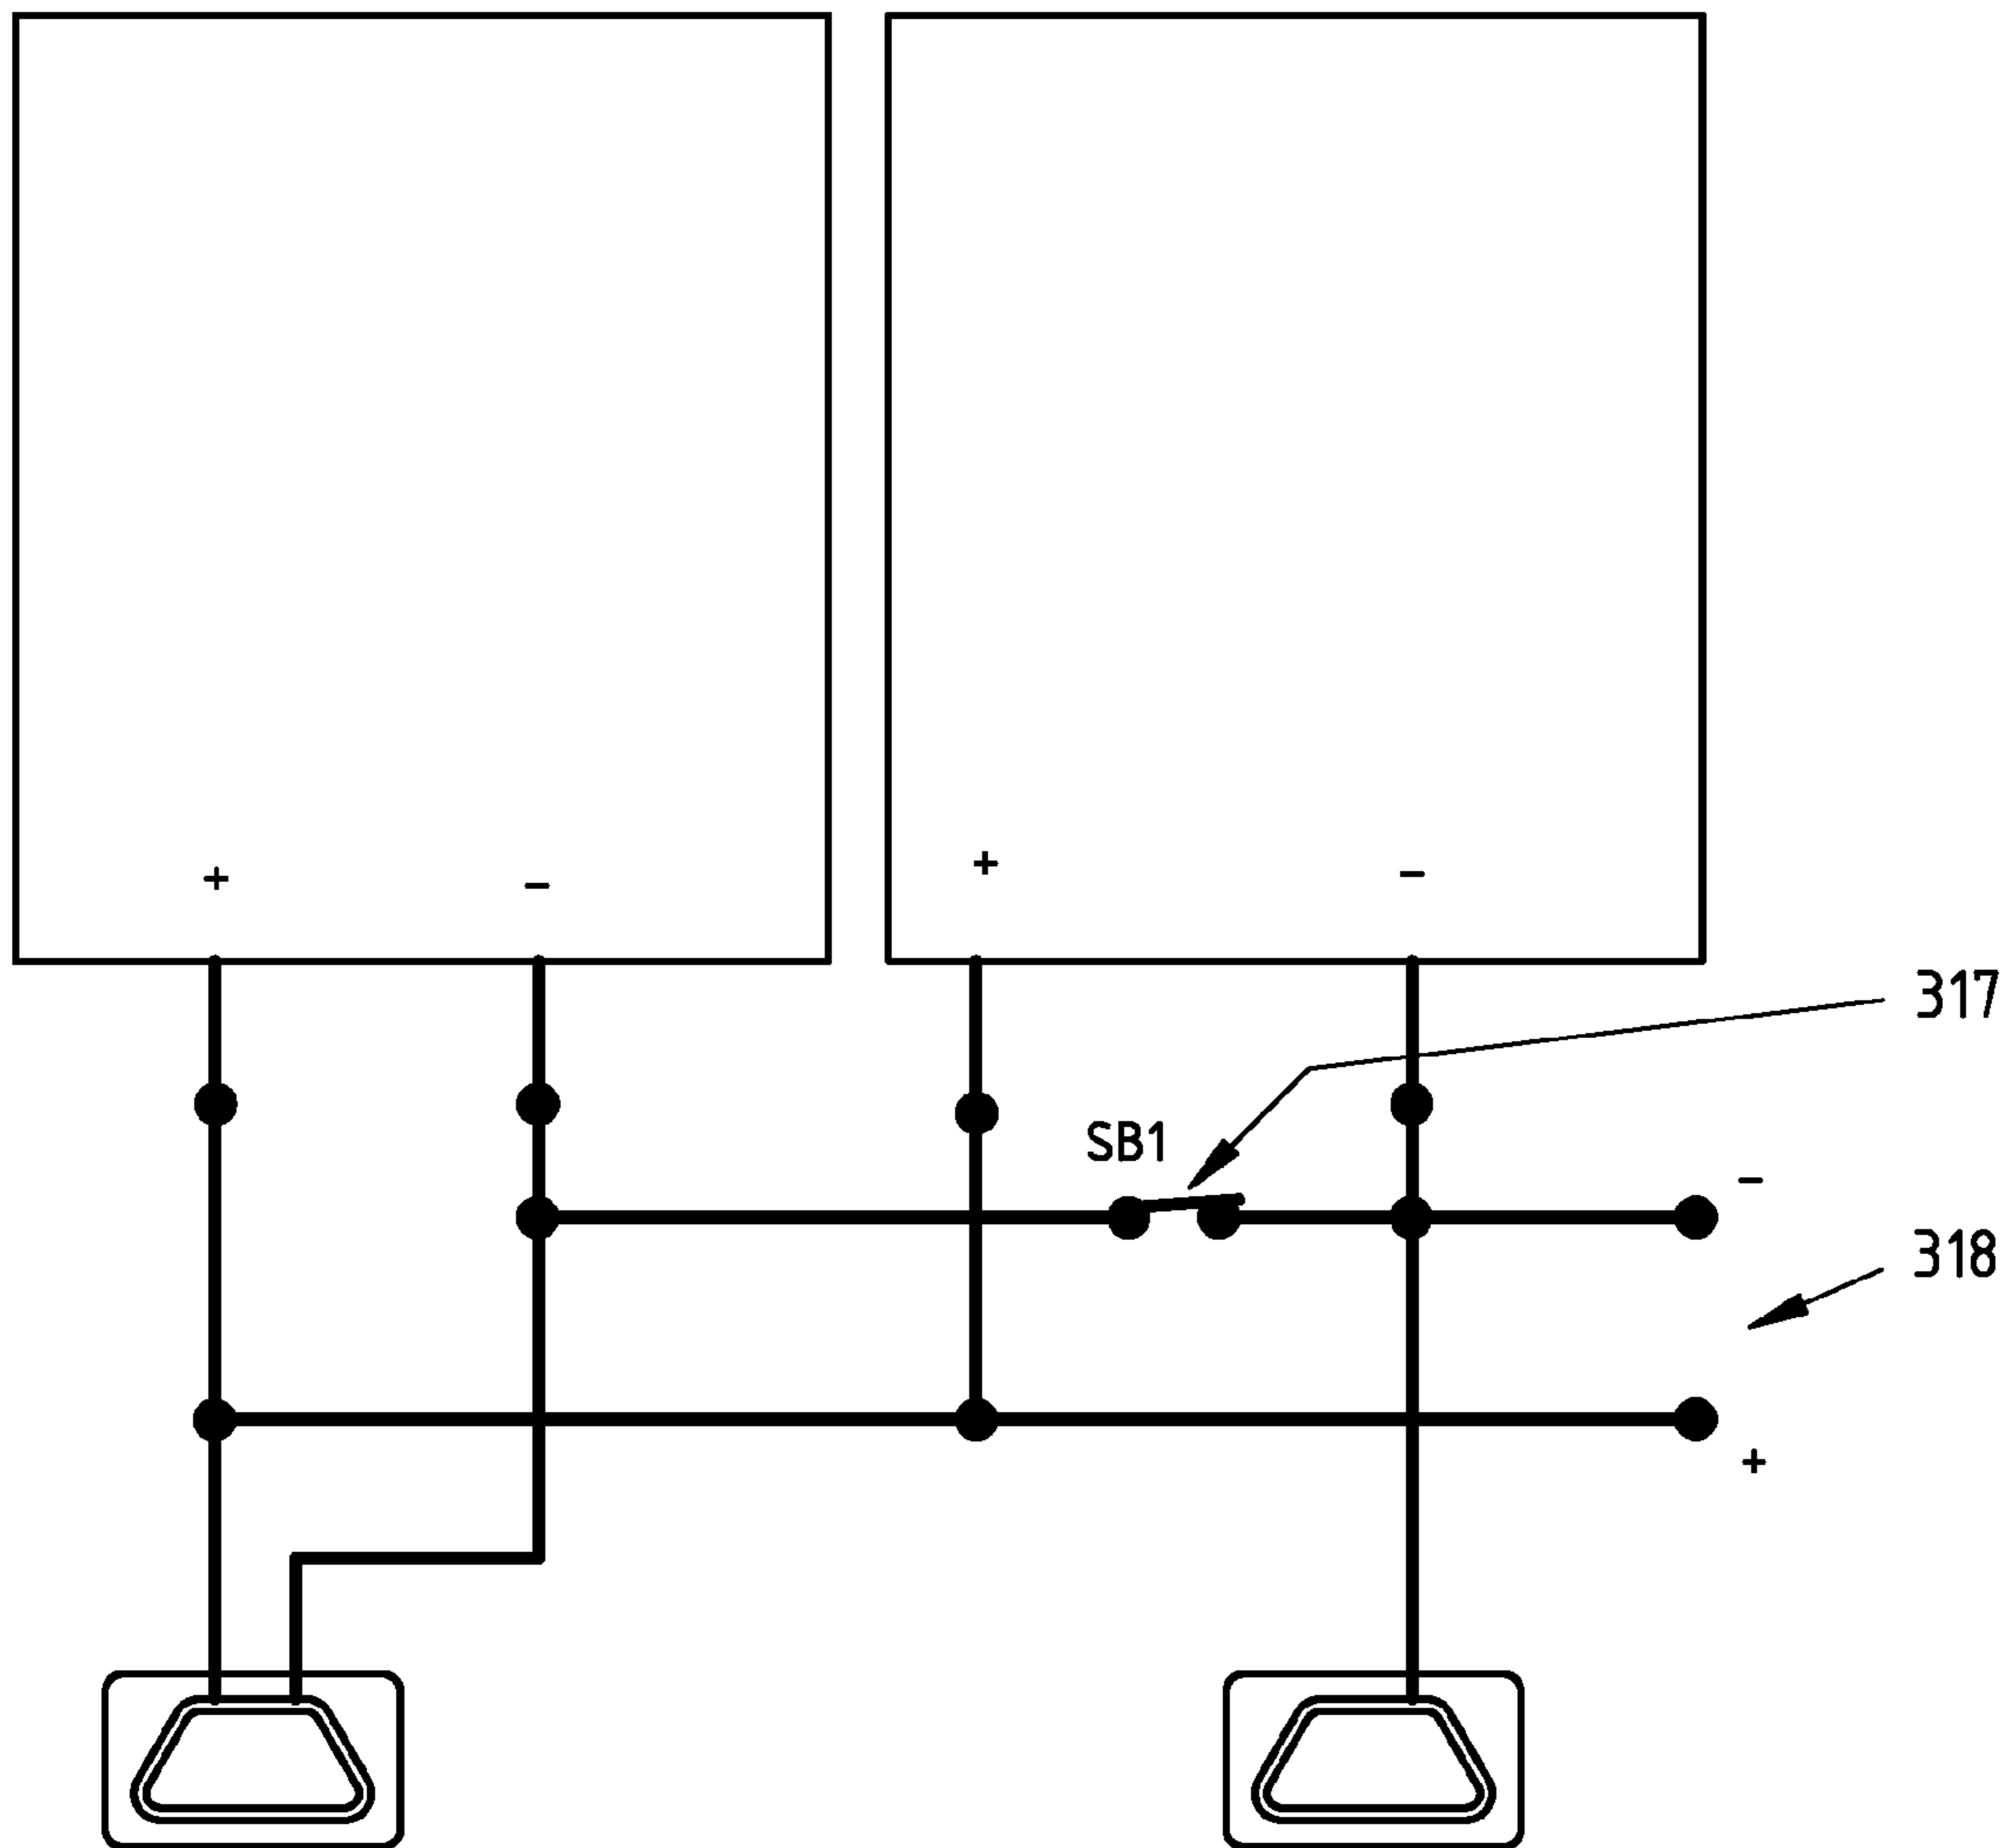 + - + -
317
SB1
-
318
+